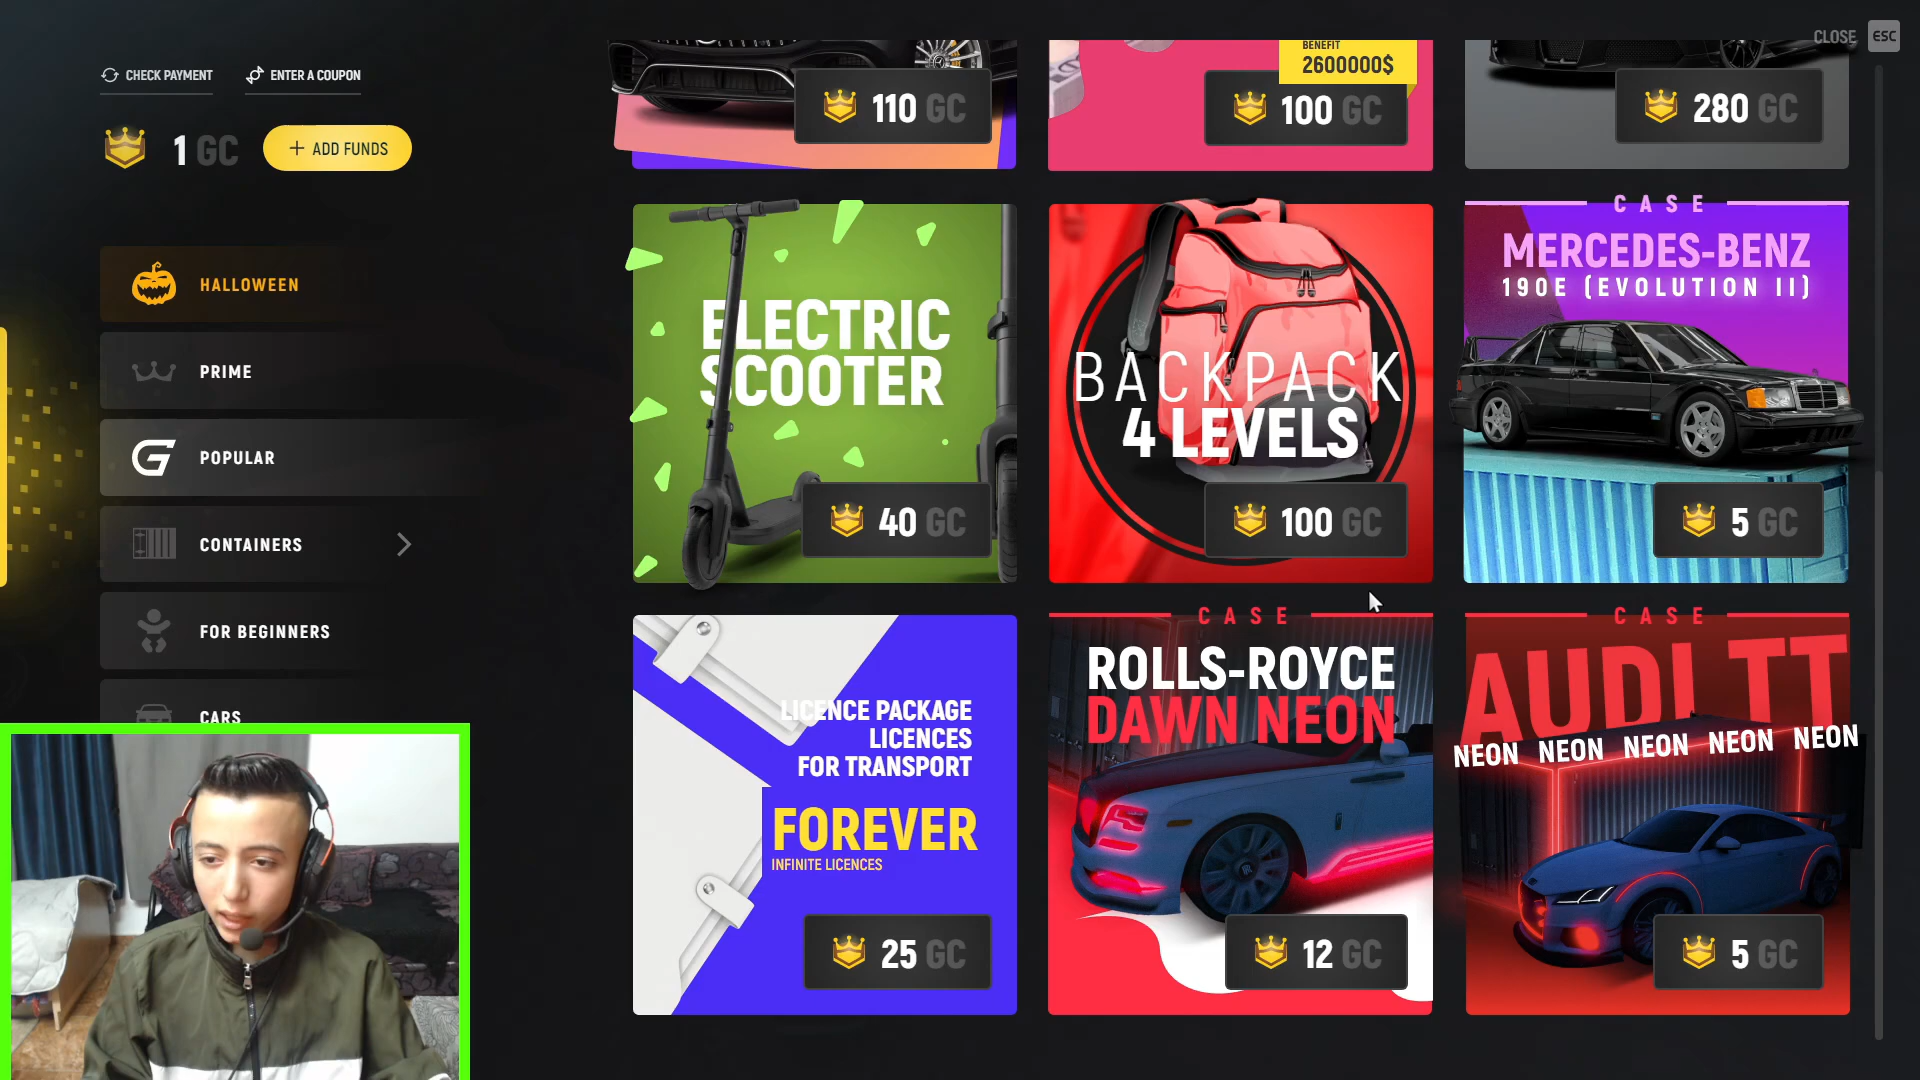 CLOSE ESC
CHECK PAYMENT
ENTER A COUPON
1 GC
ADD FUNDS
HALLOWEEN
PRIME
POPULAR
CONTAINERS
FOR BEGINNERS
CARS
110 GC
BENEFIT
2600000$
100 GC
280 GC
ELECTRIC
SCOOTER
40 GC
BACKPACK
4 LEVELS
100 GC
CASE
MERCEDES-BENZ
190E (EVOLUTION II)
5 GC
LICENCE PACKAGE
LICENCES
FOR TRANSPORT
FOREVER
INFINITE LICENCES
25 GC
CASE
ROLLS-ROYCE
DAWN NEON
12 GC
CASE
AUDI TT
NEON NEON NEON NEON NEON
5 GC